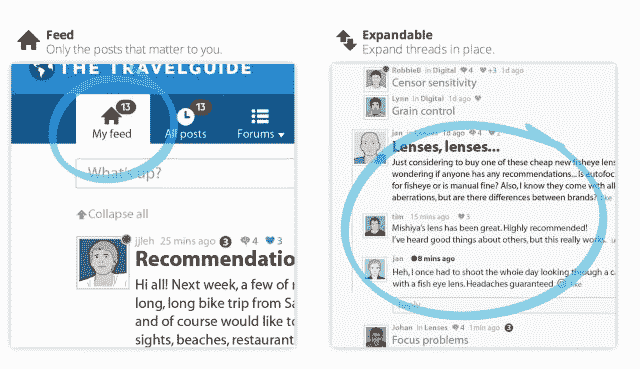 Feed
Only the posts that matter to you.
THE TRAVELGUIDE
13
13
My feed
All posts
Forums
What's up?
Collapse all
jjleh 25 mins ago 3 4 3
Recommendatio
Hi all! Next week, a few of r
long, long bike trip from Sa
and of course would like to
sights, beaches, restaurant
Expandable
Expand threads in place.
RobbieB in Digital 4 +3 1d ago
Censor sensitivity
Lynn in Digital 1d ago
Grain control
jan in Lenses 1d ago 4 2
Lenses, lenses...
Just considering to buy one of these cheap new fisheye lens
wondering if anyone has any recommendations... is autofoc
for fisheye or is manual fine? Also, I know they come with all
aberrations, but are there differences between brands? like
tim 15 mins ago 3
Mishiya's lens has been great. Highly recommended!
I've heard good things about others, but this really works.
jan 8 mins ago
Heh, I once had to shoot the whole day looking through a ca
with a fish eye lens. Headaches guaranteed. like
Reply
Johan in Lenses 4 1 min ago 3
Focus problems